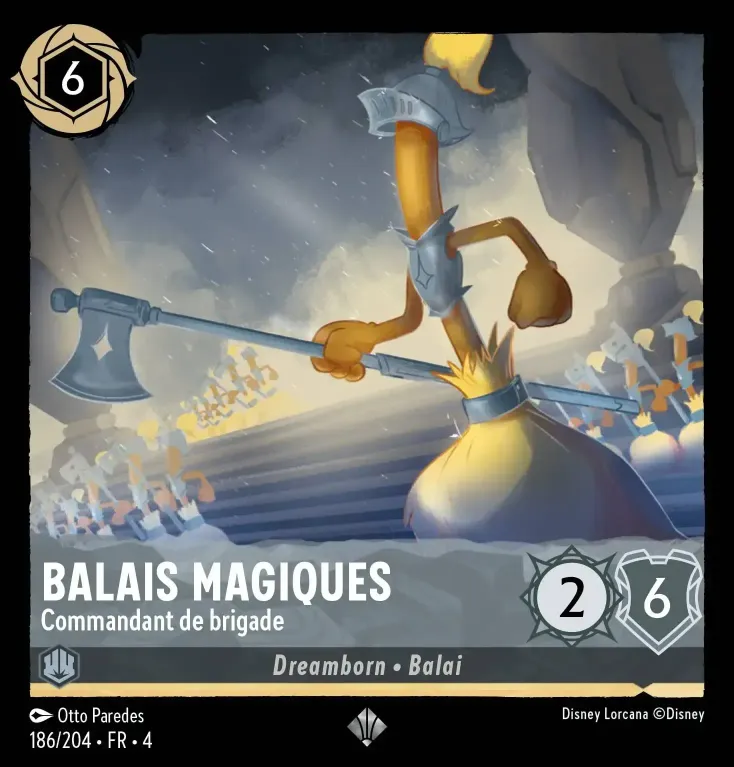 6
BALAIS MAGIQUES
Commandant de brigade
2
6
Dreamborn • Balai
Otto Paredes
Disney Lorcana ©Disney
186/204 • FR • 4